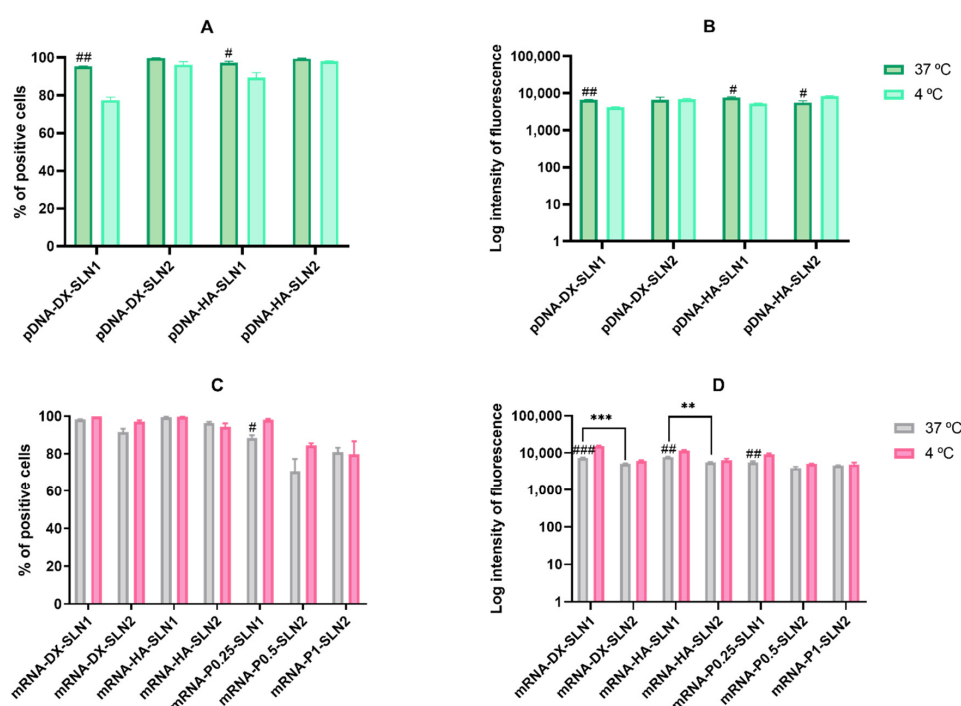 A
% of positive cells
100
80
60
40
20
0
##
#
pDNA-DX-SLN1
pDNA-DX-SLN2
pDNA-HA-SLN1
pDNA-HA-SLN2
B
Log intensity of fluorescence
100,000
10,000
1,000
100
10
1
##
#
#
pDNA-DX-SLN1
pDNA-DX-SLN2
pDNA-HA-SLN1
pDNA-HA-SLN2
37 ºC
4 ºC
C
% of positive cells
100
80
60
40
20
0
#
mRNA-DX-SLN1
mRNA-DX-SLN2
mRNA-HA-SLN1
mRNA-HA-SLN2
mRNA-P0.25-SLN1
mRNA-P0.5-SLN2
mRNA-P1-SLN2
D
Log intensity of fluorescence
100,000
10,000
1,000
100
10
1
***
**
###
##
##
mRNA-DX-SLN1
mRNA-DX-SLN2
mRNA-HA-SLN1
mRNA-HA-SLN2
mRNA-P0.25-SLN1
mRNA-P0.5-SLN2
mRNA-P1-SLN2
37 ºC
4 ºC